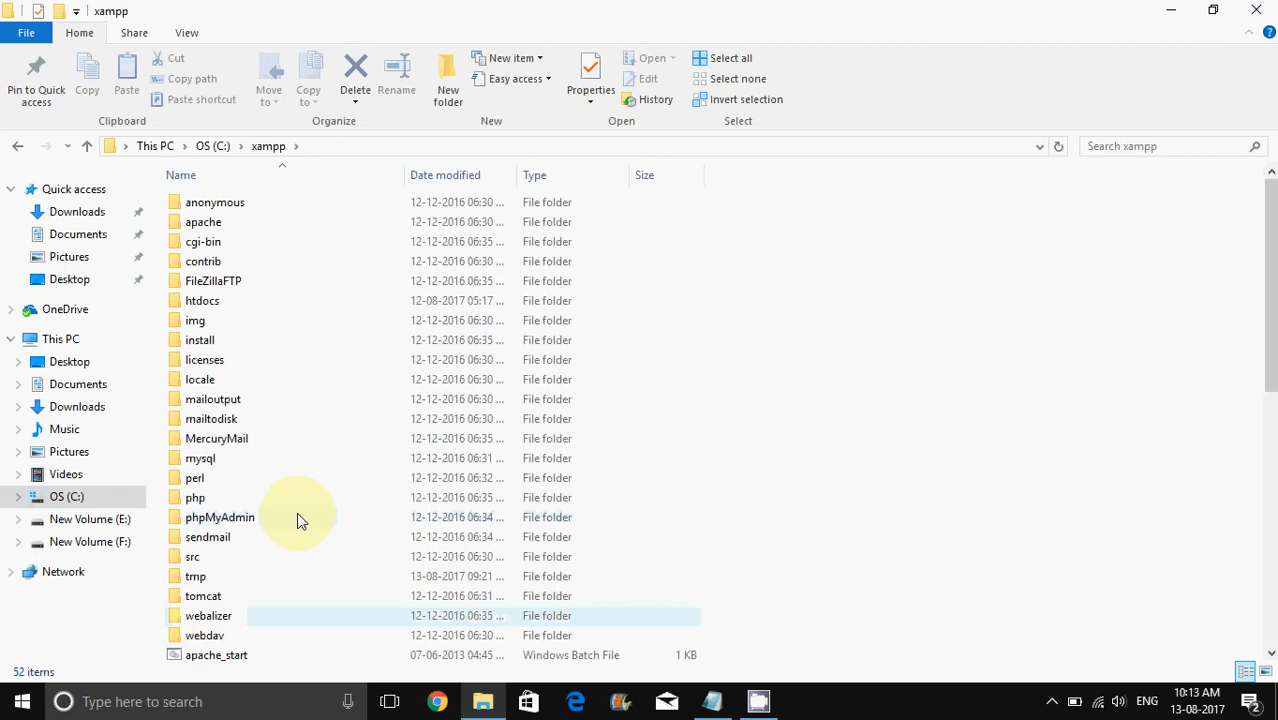 xampp
File Home Share View
Pin to Quick access
Copy
Paste
Cut
Copy path
Paste shortcut
Clipboard
Move to
Copy to
Delete
Rename
Organize
New folder
New item
Easy access
New
Properties
Open
Edit
History
Open
Select all
Select none
Invert selection
Select
This PC OS (C:) xampp
Search xampp
Quick access
Downloads
Documents
Pictures
Desktop
OneDrive
This PC
Desktop
Documents
Downloads
Music
Pictures
Videos
OS (C:)
New Volume (E:)
New Volume (F:)
Network
Name Date modified Type Size
anonymous 12-12-2016 06:30 ... File folder
apache 12-12-2016 06:30 ... File folder
cgi-bin 12-12-2016 06:35 ... File folder
contrib 12-12-2016 06:30 ... File folder
FileZillaFTP 12-12-2016 06:35 ... File folder
htdocs 12-08-2017 05:17 ... File folder
img 12-12-2016 06:30 ... File folder
install 12-12-2016 06:35 ... File folder
licenses 12-12-2016 06:30 ... File folder
locale 12-12-2016 06:30 ... File folder
mailoutput 12-12-2016 06:30 ... File folder
mailtodisk 12-12-2016 06:30 ... File folder
MercuryMail 12-12-2016 06:35 ... File folder
mysql 12-12-2016 06:31 ... File folder
perl 12-12-2016 06:32 ... File folder
php 12-12-2016 06:35 ... File folder
phpMyAdmin 12-12-2016 06:34 ... File folder
sendmail 12-12-2016 06:34 ... File folder
src 12-12-2016 06:30 ... File folder
tmp 13-08-2017 09:21 ... File folder
tomcat 12-12-2016 06:31 ... File folder
webalizer 12-12-2016 06:35 ... File folder
webdav 12-12-2016 06:30 ... File folder
apache_start 07-06-2013 04:45 ... Windows Batch File 1 KB
52 items
Type here to search
ENG
10:13 AM
13-08-2017
2